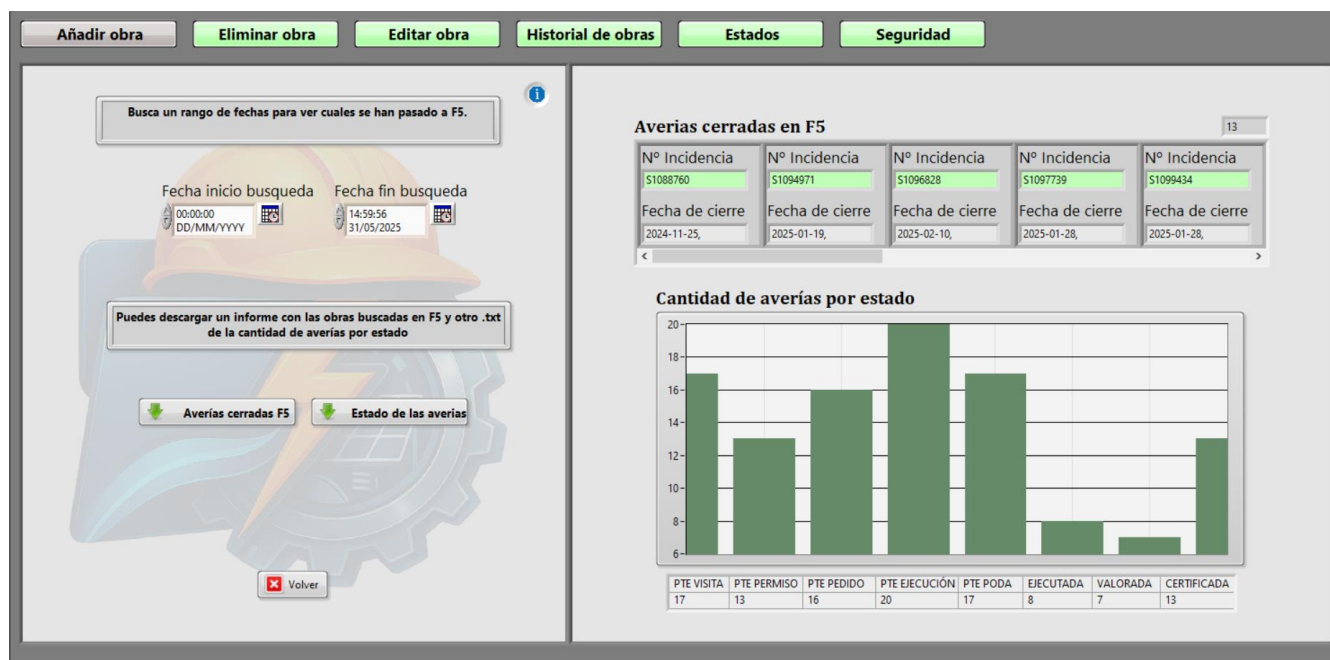 Añadir obra Eliminar obra Editar obra Historial de obras Estados Seguridad
Busca un rango de fechas para ver cuales se han pasado a F5.
Fecha inicio busqueda Fecha fin busqueda
00:00:00 14:59:56
DD/MM/YYYY 31/05/2025
Puedes descargar un informe con las obras buscadas en F5 y otro .txt
de la cantidad de averías por estado
Averías cerradas F5 Estado de las averias
Volver
Averias cerradas en F5 13
Nº Incidencia Nº Incidencia Nº Incidencia Nº Incidencia Nº Incidencia
S1088760 S1094971 S1096828 S1097739 S1099434
Fecha de cierre Fecha de cierre Fecha de cierre Fecha de cierre Fecha de cierre
2024-11-25, 2025-01-19, 2025-02-10, 2025-01-28, 2025-01-28,
Cantidad de averías por estado
20
18
16
14
12
10
8
6
PTE VISITA PTE PERMISO PTE PEDIDO PTE EJECUCIÓN PTE PODA EJECUTADA VALORADA CERTIFICADA
17 13 16 20 17 8 7 13